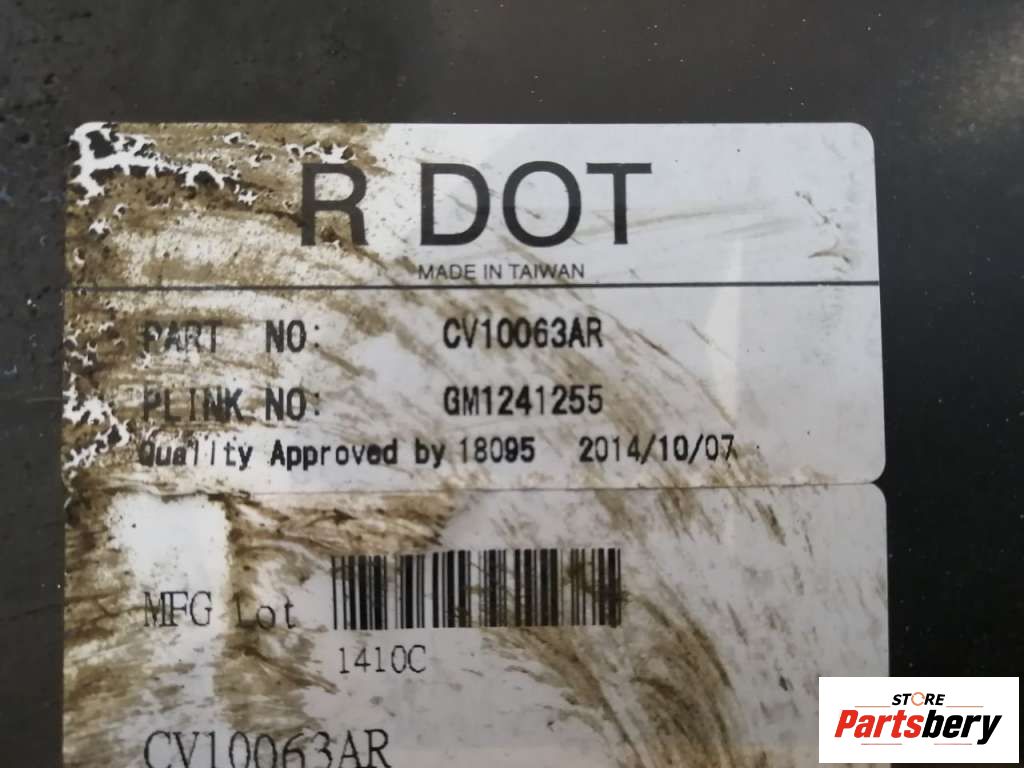 R DOT
MADE IN TAIWAN
PART NO: CV10063AR
PLINK NO: GM1241255
Quality Approved by 18095 2014/10/07
MFG Lot
1410C
CV10063AR
STORE
Partsbery